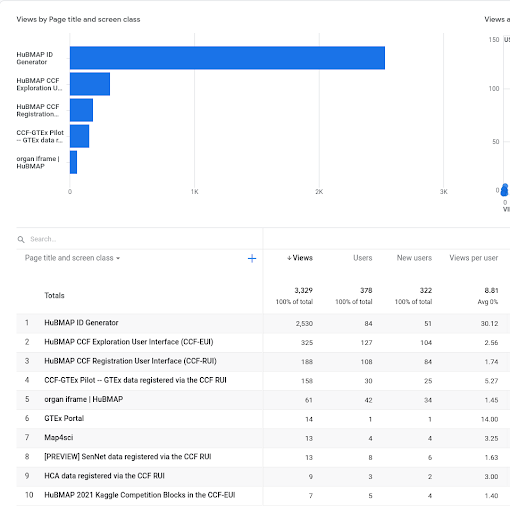 Views by Page title and screen class
Views a
HuBMAP ID
Generator
HuBMAP CCF
Exploration U...
HuBMAP CCF
Registration...
CCF-GTEx Pilot
-- GTEx data r...
organ iframe |
HuBMAP
0 1K 2K 3K
150 US
100
50
0
0
VI
Search...
Page title and screen class + ↓ Views Users New users Views per user
Totals 3,329 378 322 8.81
100% of total 100% of total 100% of total Avg 0%
1 HuBMAP ID Generator 2,530 84 51 30.12
2 HuBMAP CCF Exploration User Interface (CCF-EUI) 325 127 104 2.56
3 HuBMAP CCF Registration User Interface (CCF-RUI) 188 108 84 1.74
4 CCF-GTEx Pilot -- GTEx data registered via the CCF RUI 158 30 25 5.27
5 organ iframe | HuBMAP 61 42 34 1.45
6 GTEx Portal 14 1 1 14.00
7 Map4sci 13 4 4 3.25
8 [PREVIEW] SenNet data registered via the CCF RUI 13 8 6 1.63
9 HCA data registered via the CCF RUI 9 3 2 3.00
10 HuBMAP 2021 Kaggle Competition Blocks in the CCF-EUI 7 5 4 1.40